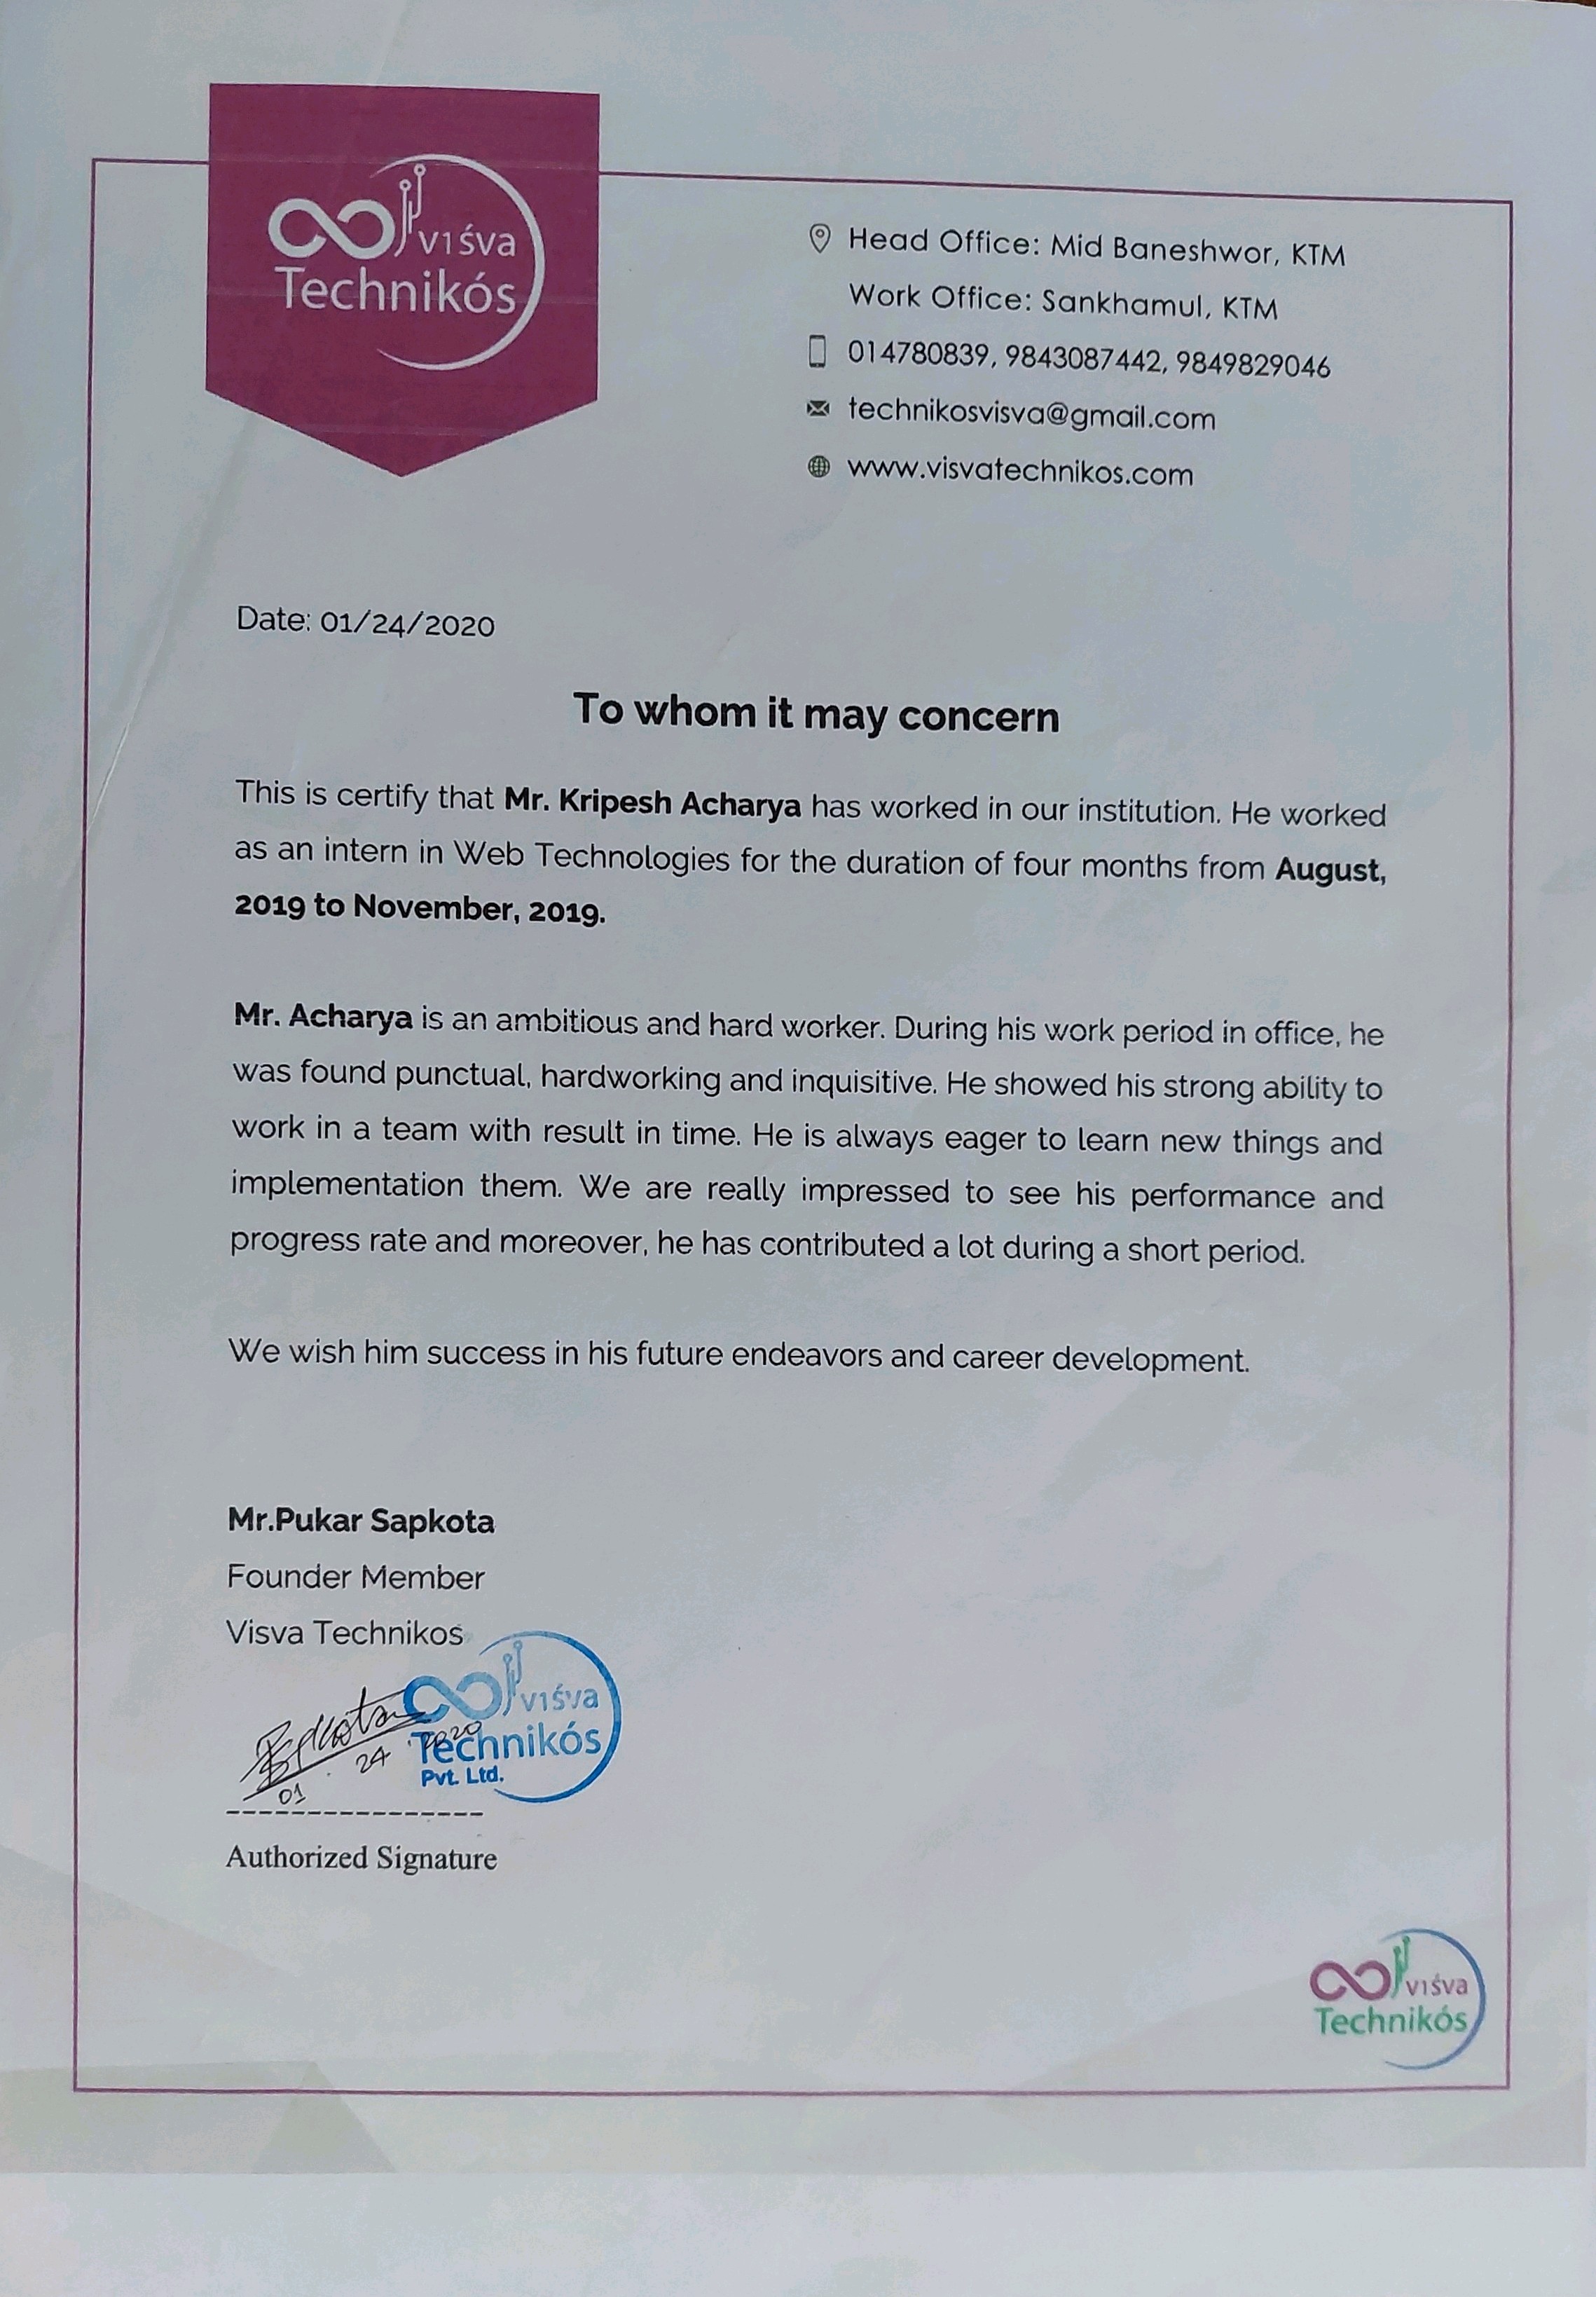 vıśva
Technikós
Head Office: Mid Baneshwor, KTM
Work Office: Sankhamul, KTM
014780839, 9843087442, 9849829046
technikosvisva@gmail.com
www.visvatechnikos.com
Date: 01/24/2020
To whom it may concern
This is certify that Mr. Kripesh Acharya has worked in our institution. He worked
as an intern in Web Technologies for the duration of four months from August,
2019 to November, 2019.
Mr. Acharya is an ambitious and hard worker. During his work period in office, he
was found punctual, hardworking and inquisitive. He showed his strong ability to
work in a team with result in time. He is always eager to learn new things and
implementation them. We are really impressed to see his performance and
progress rate and moreover, he has contributed a lot during a short period.
We wish him success in his future endeavors and career development.
Mr.Pukar Sapkota
Founder Member
Visva Technikos
vıśva
Technikós
Pvt. Ltd.
01 . 24 . 2020
Authorized Signature
vıśva
Technikós